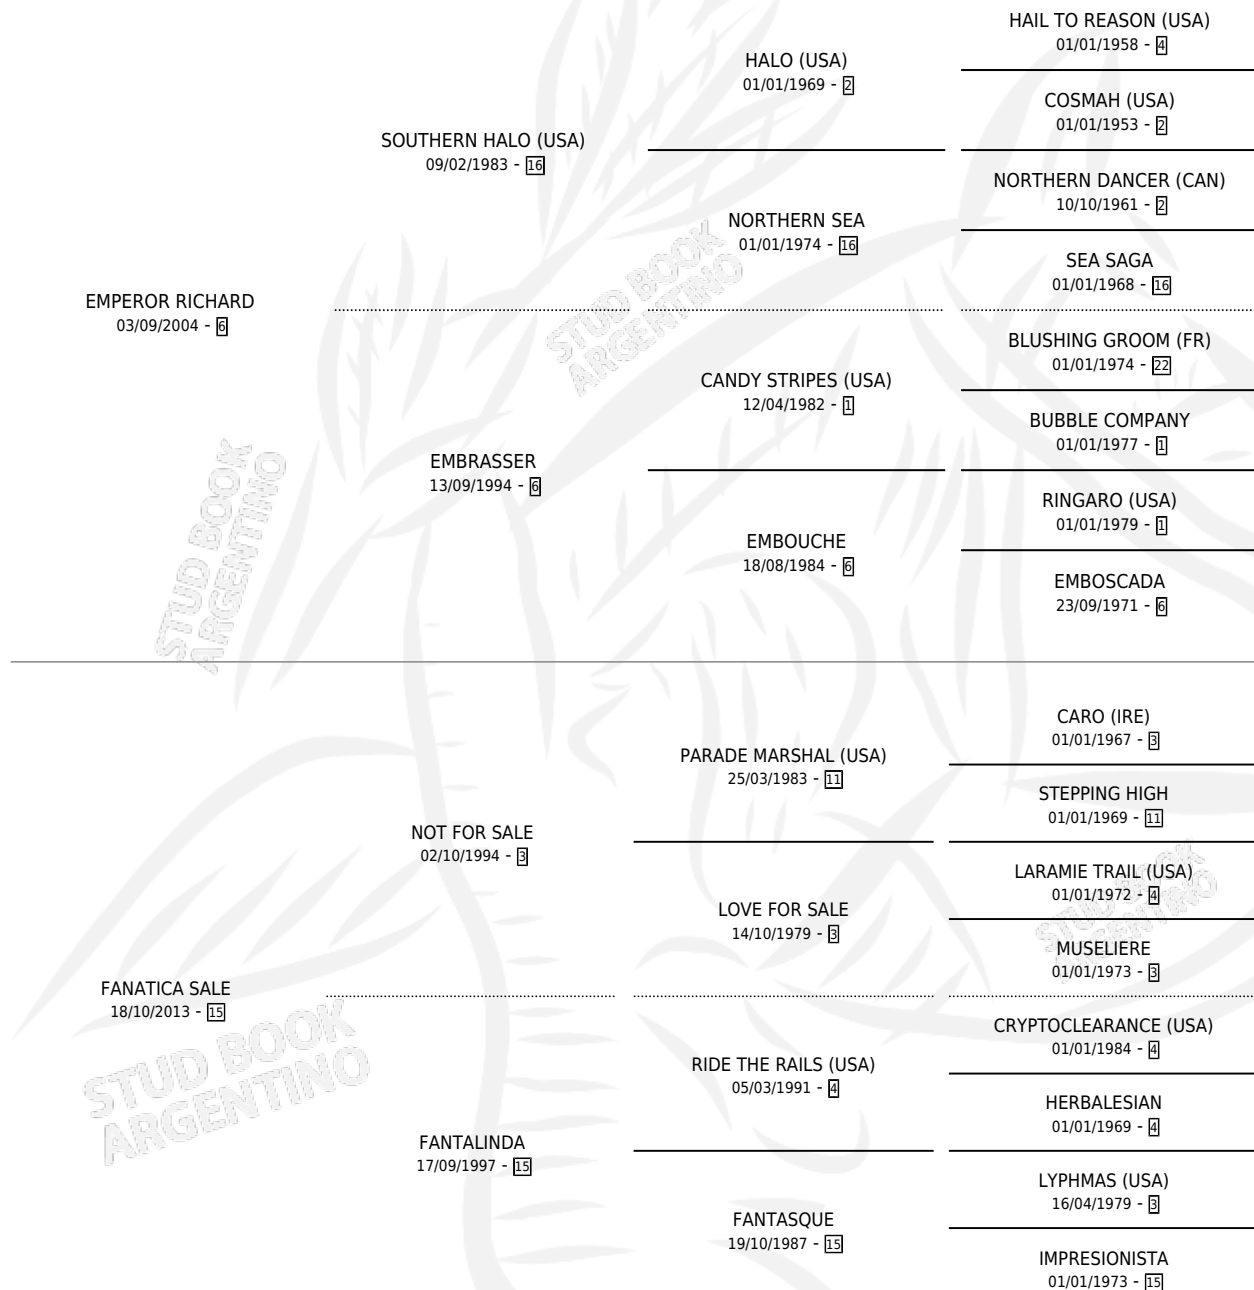 HAIL TO REASON (USA)
01/01/1958 - 4
HALO (USA)
01/01/1969 - 2
COSMAH (USA)
01/01/1953 - 2
SOUTHERN HALO (USA)
09/02/1983 - 16
NORTHERN DANCER (CAN)
10/10/1961 - 2
NORTHERN SEA
01/01/1974 - 16
SEA SAGA
01/01/1968 - 16
EMPEROR RICHARD
03/09/2004 - 6
STUD BOOK
ARGENTINO
BLUSHING GROOM (FR)
01/01/1974 - 22
CANDY STRIPES (USA)
12/04/1982 - 1
BUBBLE COMPANY
01/01/1977 - 1
EMBRASSER
13/09/1994 - 6
RINGARO (USA)
01/01/1979 - 1
EMBOUCHE
18/08/1984 - 6
EMBOSCADA
23/09/1971 - 6
STUD BOOK
ARGENTINO
CARO (IRE)
01/01/1967 - 3
PARADE MARSHAL (USA)
25/03/1983 - 11
STEPPING HIGH
01/01/1969 - 11
NOT FOR SALE
02/10/1994 - 3
LARAMIE TRAIL (USA)
01/01/1972 - 4
LOVE FOR SALE
14/10/1979 - 3
MUSELIERE
01/01/1973 - 3
STUD BOOK
ARGENTINO
FANATICA SALE
18/10/2013 - 15
CRYPTOCLEARANCE (USA)
01/01/1984 - 4
RIDE THE RAILS (USA)
05/03/1991 - 4
HERBALESIAN
01/01/1969 - 4
STUD BOOK
ARGENTINO
FANTALINDA
17/09/1997 - 15
LYPHMAS (USA)
16/04/1979 - 3
FANTASQUE
19/10/1987 - 15
IMPRESIONISTA
01/01/1973 - 15